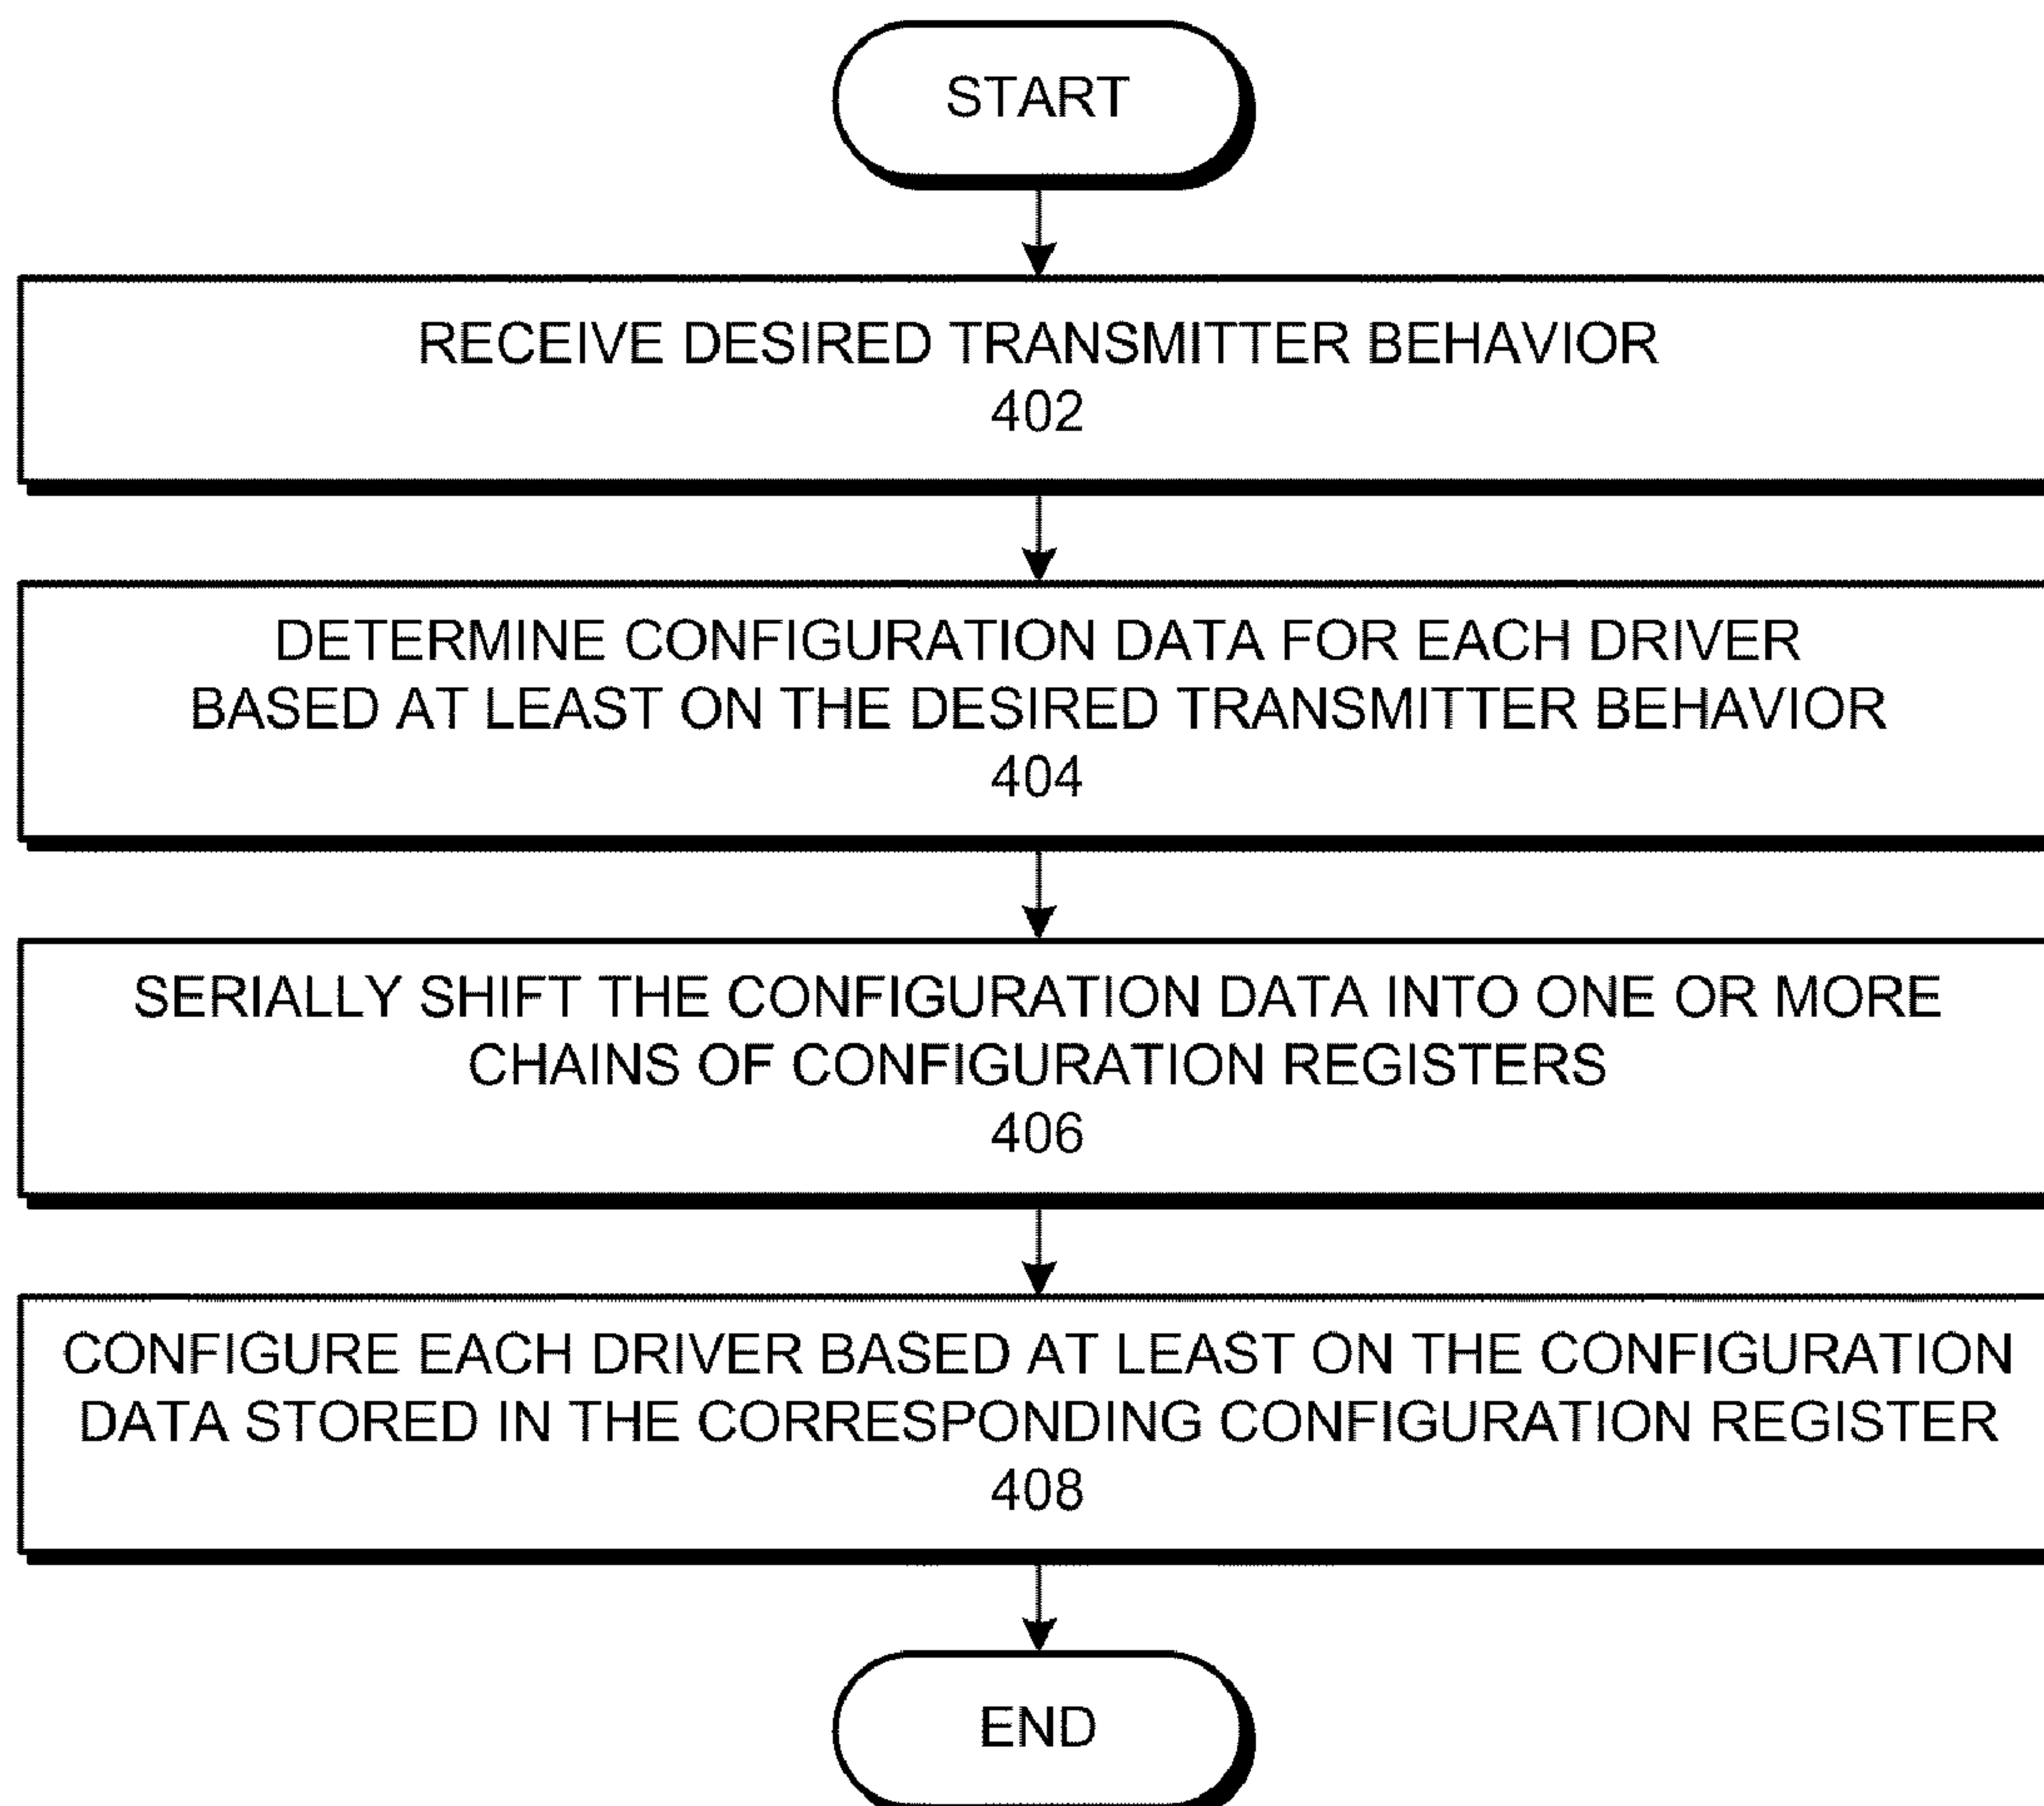 START
RECEIVE DESIRED TRANSMITTER BEHAVIOR
402
DETERMINE CONFIGURATION DATA FOR EACH DRIVER
BASED AT LEAST ON THE DESIRED TRANSMITTER BEHAVIOR
404
SERIALLY SHIFT THE CONFIGURATION DATA INTO ONE OR MORE
CHAINS OF CONFIGURATION REGISTERS
406
CONFIGURE EACH DRIVER BASED AT LEAST ON THE CONFIGURATION
DATA STORED IN THE CORRESPONDING CONFIGURATION REGISTER
408
END